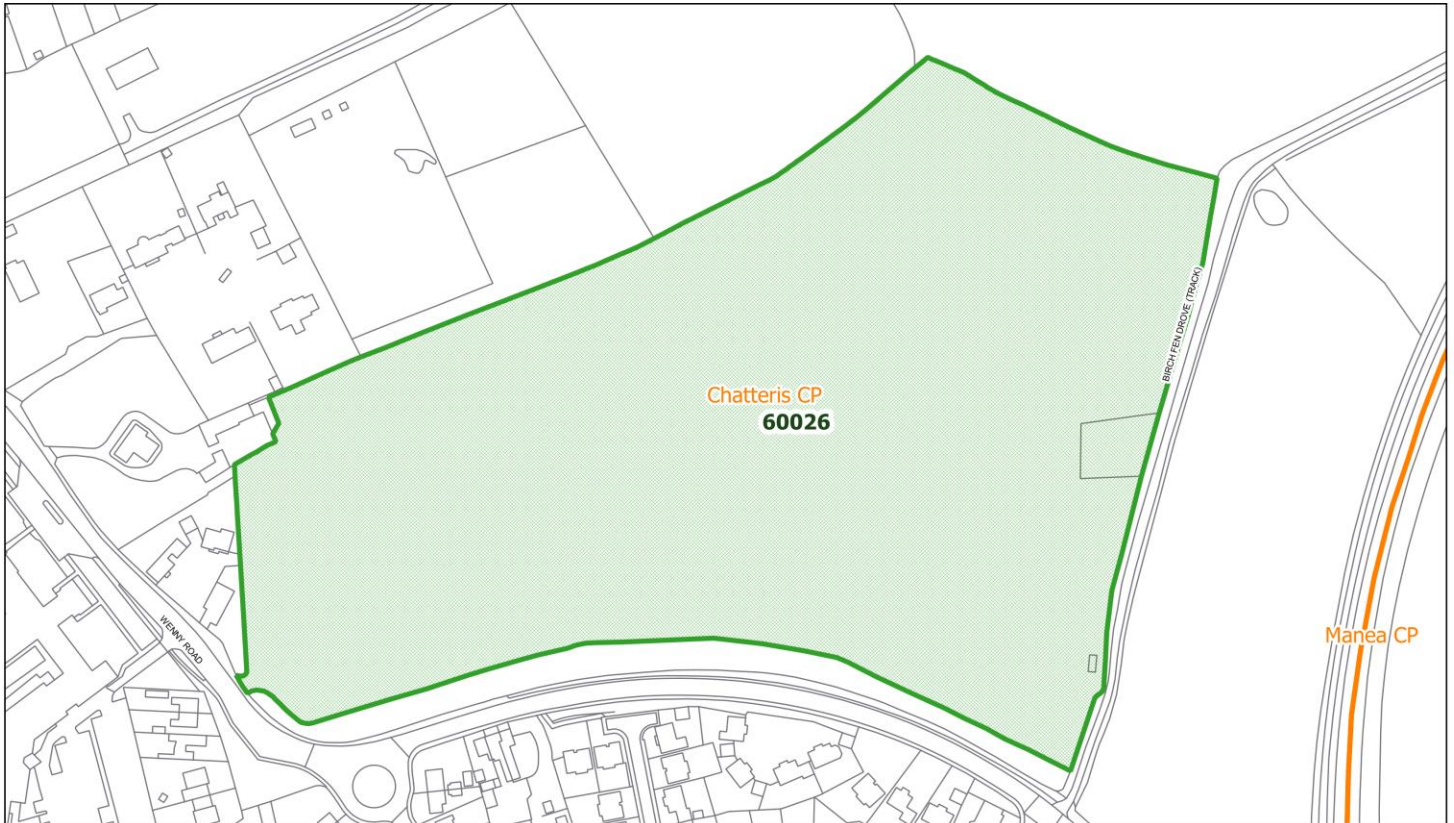 Chatteris CP
60026
BIRCH FEN DROVE (TRACK)
WENNY ROAD
Manea CP